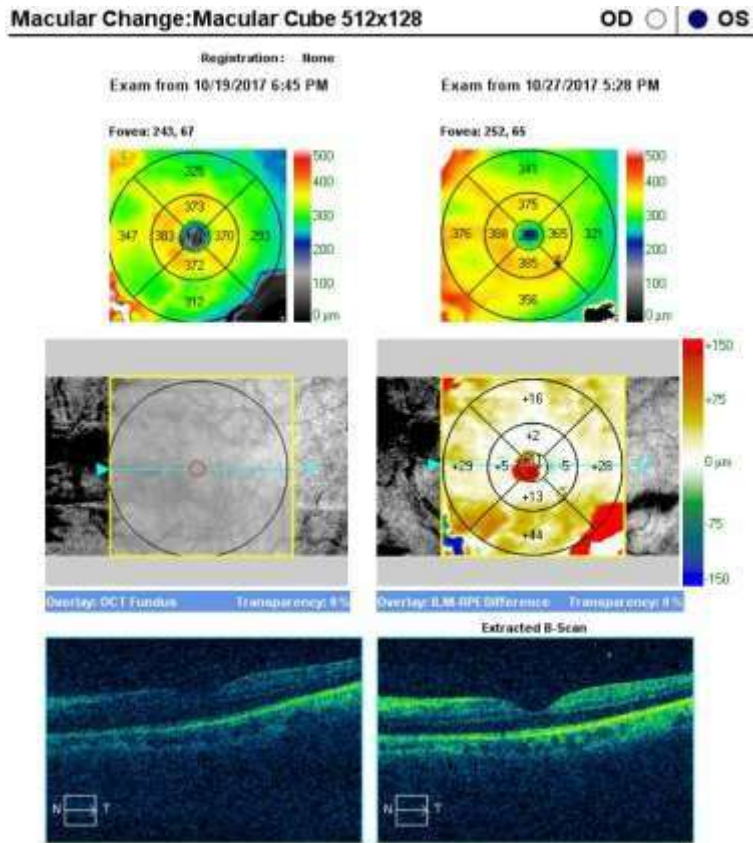 Macular Change:Macular Cube 512x128
OD OS
Registration: None
Exam from 10/19/2017 6:45 PM
Exam from 10/27/2017 5:28 PM
Fovea: 243, 67
Fovea: 252, 65
373
347 383 370 293
372
312
500
400
300
200
100
0 µm
341
375
376 388 365 321
385
356
500
400
300
200
100
0 µm
+16
+2
+29 +5 -5 +28
+13
+44
+150
+75
0 µm
-75
-150
Overlay: OCT Fundus Transparency: 0 %
Overlay: ILM-RPE Difference Transparency: 0 %
Extracted B-Scan
N T
N T